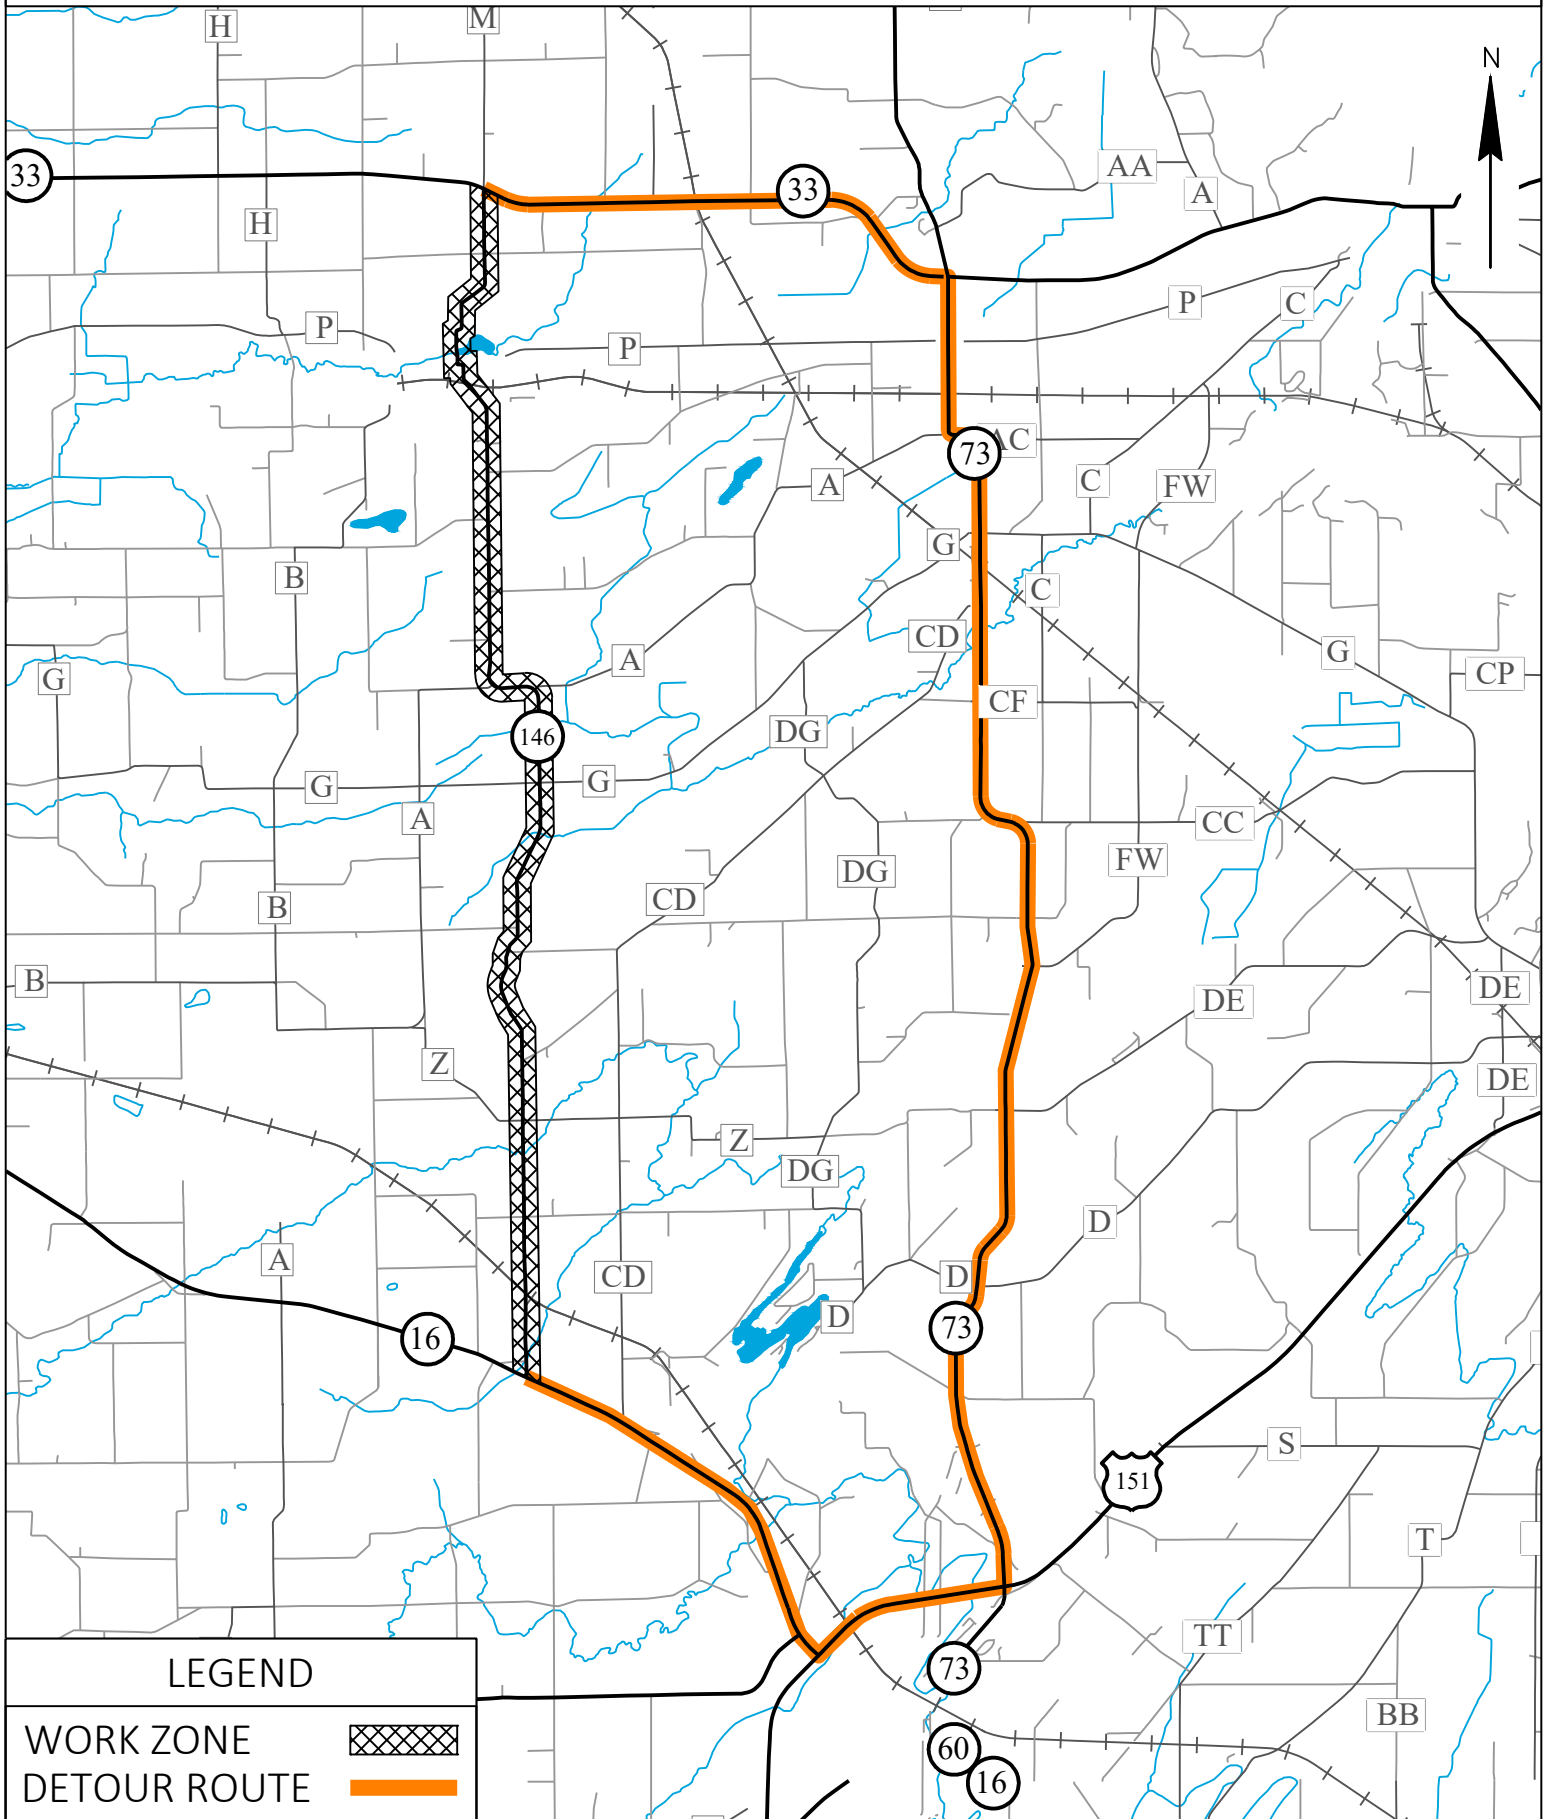 H
M
N
33
33
AA
A
H
P
C
P
P
AC
73
A
C
FW
G
B
C
CD
G
A
G
CP
CF
DG
146
G
G
A
CC
FW
DG
CD
B
B
DE
DE
Z
DE
Z
DG
D
A
CD
D
D
16
73
S
151
T
TT
LEGEND
73
BB
WORK ZONE
60
DETOUR ROUTE
16